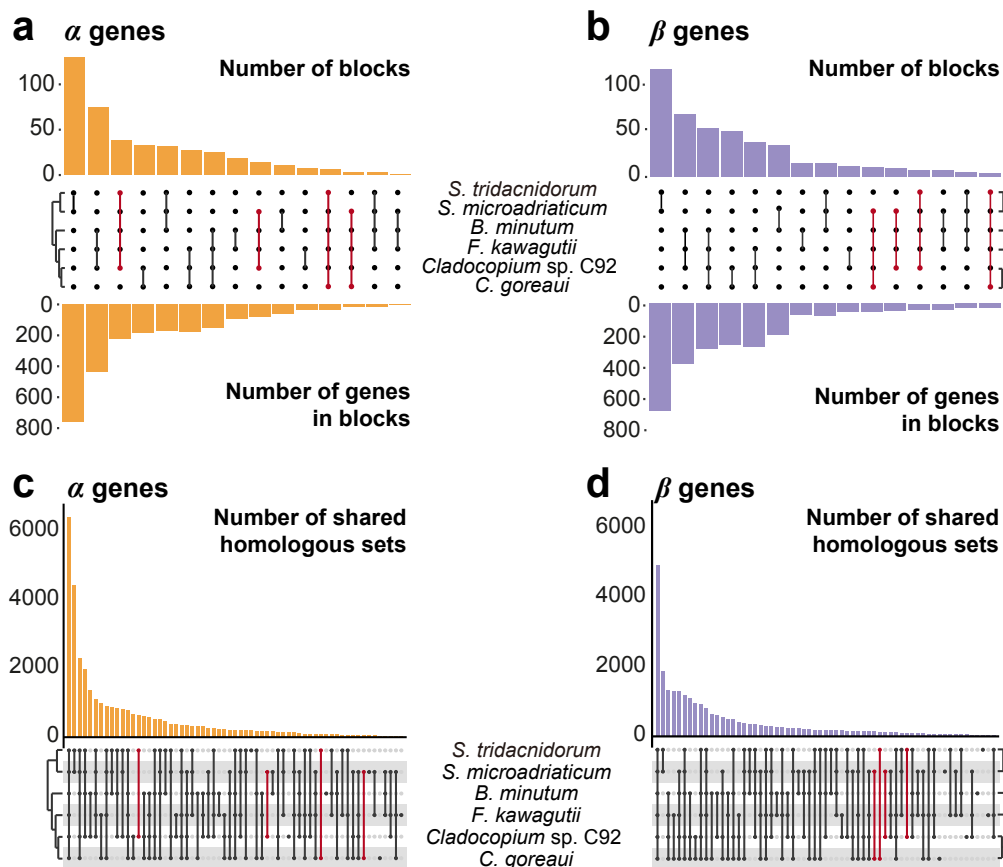 a α genes
Number of blocks
100
50
0
S. tridacnidorum
S. microadriaticum
B. minutum
F. kawagutii
Cladocopium sp. C92
C. goreaui
0
200
400
600
800
Number of genes
in blocks
b β genes
Number of blocks
100
50
0
0
200
400
600
800
Number of genes
in blocks
c α genes
Number of shared
homologous sets
6000
4000
2000
0
S. tridacnidorum
S. microadriaticum
B. minutum
F. kawagutii
Cladocopium sp. C92
C. goreaui
d β genes
Number of shared
homologous sets
6000
4000
2000
0